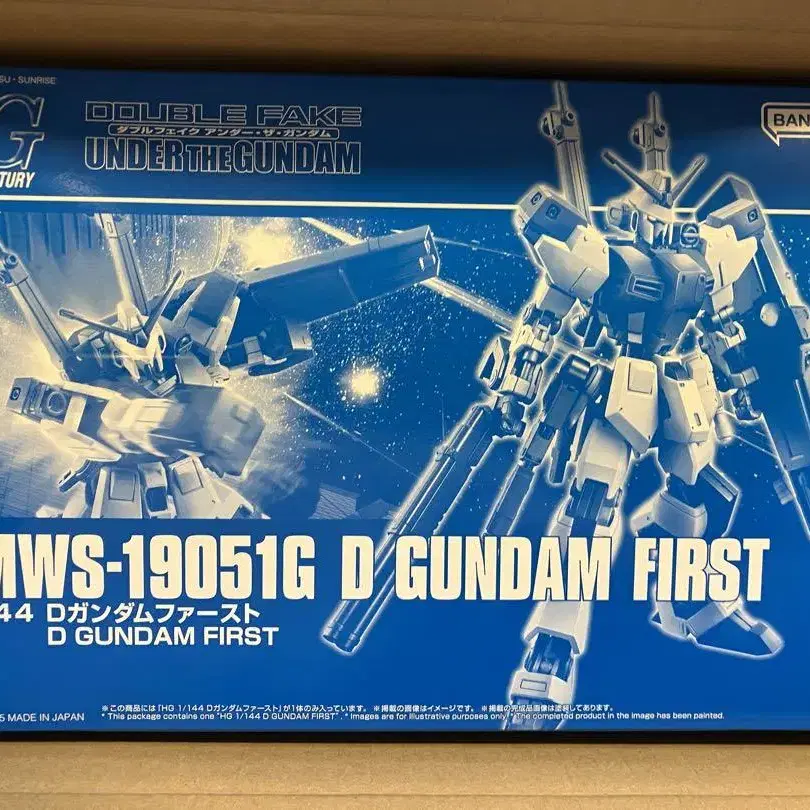 SU・SUNRISE
G
TURY
DOUBLE FAKE
ダブルフェイク アンダー・ザ・ガンダム
UNDER THE GUNDAM
BAN
MWS-19051G D GUNDAM FIRST
44 Dガンダムファースト
D GUNDAM FIRST
※この商品には「HG 1/144 Dガンダムファースト」が1体のみ入っています。 ※掲載の画像はイメージです。 ※掲載の完成品画像は塗装してあります。
* This package contains one "HG 1/144 D GUNDAM FIRST". * Images are for illustrative purposes only. * The completed product in the image has been painted.
5 MADE IN JAPAN